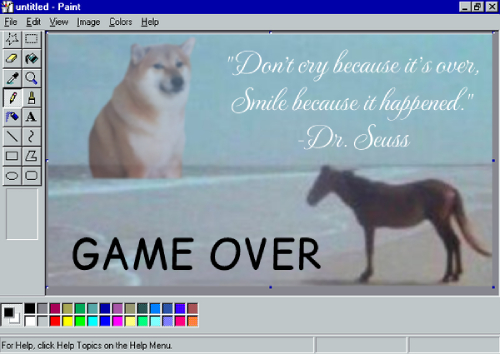 untitled - Paint
File Edit View Image Colors Help
"Don't cry because it's over,
Smile because it happened."
-Dr. Seuss
GAME OVER
A
For Help, click Help Topics on the Help Menu.